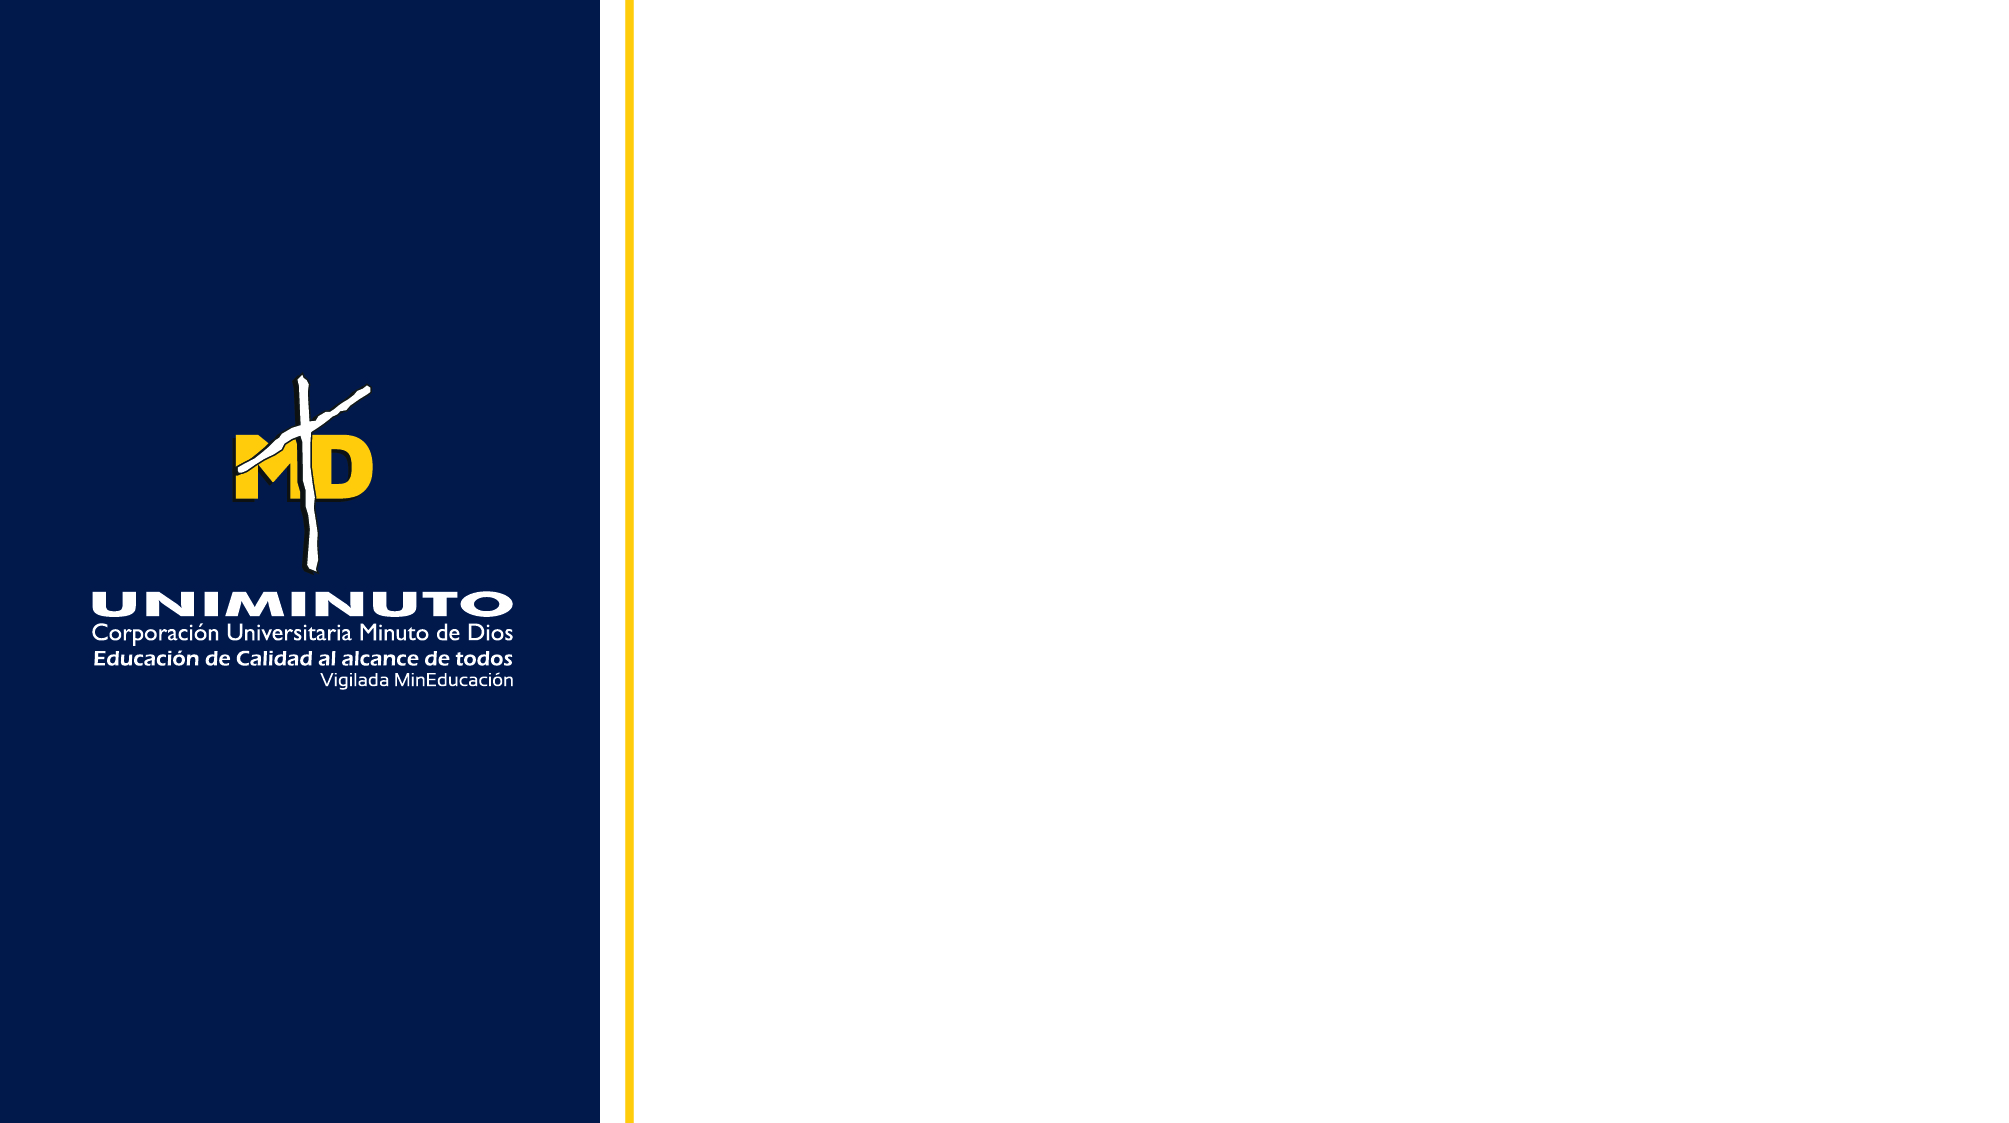 MD
UNIMINUTO
Corporación Universitaria Minuto de Dios
Educación de Calidad al alcance de todos
Vigilada MinEducación